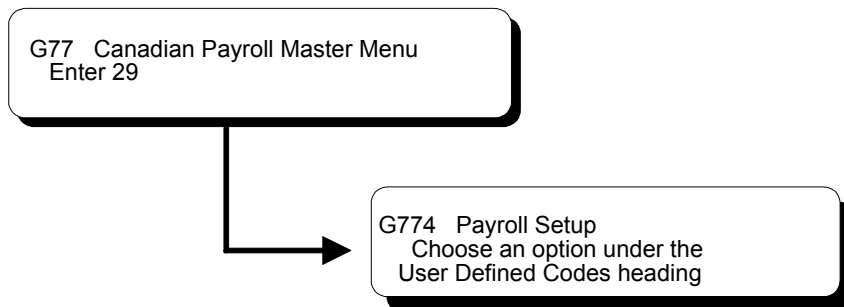 G77 Canadian Payroll Master Menu
Enter 29
G774 Payroll Setup
Choose an option under the
User Defined Codes heading